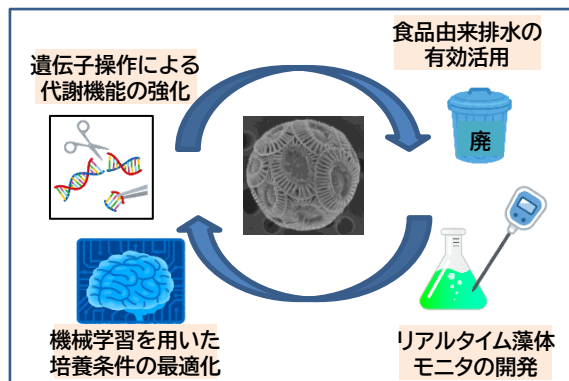 遺伝子操作による
代謝機能の強化
食品由来排水の
有効活用
廃
機械学習を用いた
培養条件の最適化
リアルタイム藻体
モニタの開発